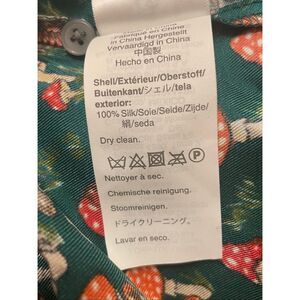 Fabriqué en Chine
in China Hergestellt
Vervaardigd in China
中国製
Hecho en China
Shell/Extérieur/Oberstoff/
Buitenkant/シェル/tela
exterior:
100% Silk/Soie/Seide/Zijde/
絹/seda
Dry clean.
P
Nettoyer à sec.
Chemische reinigung.
Stoomreinigen.
ドライクリーニング。
Lavar en seco.